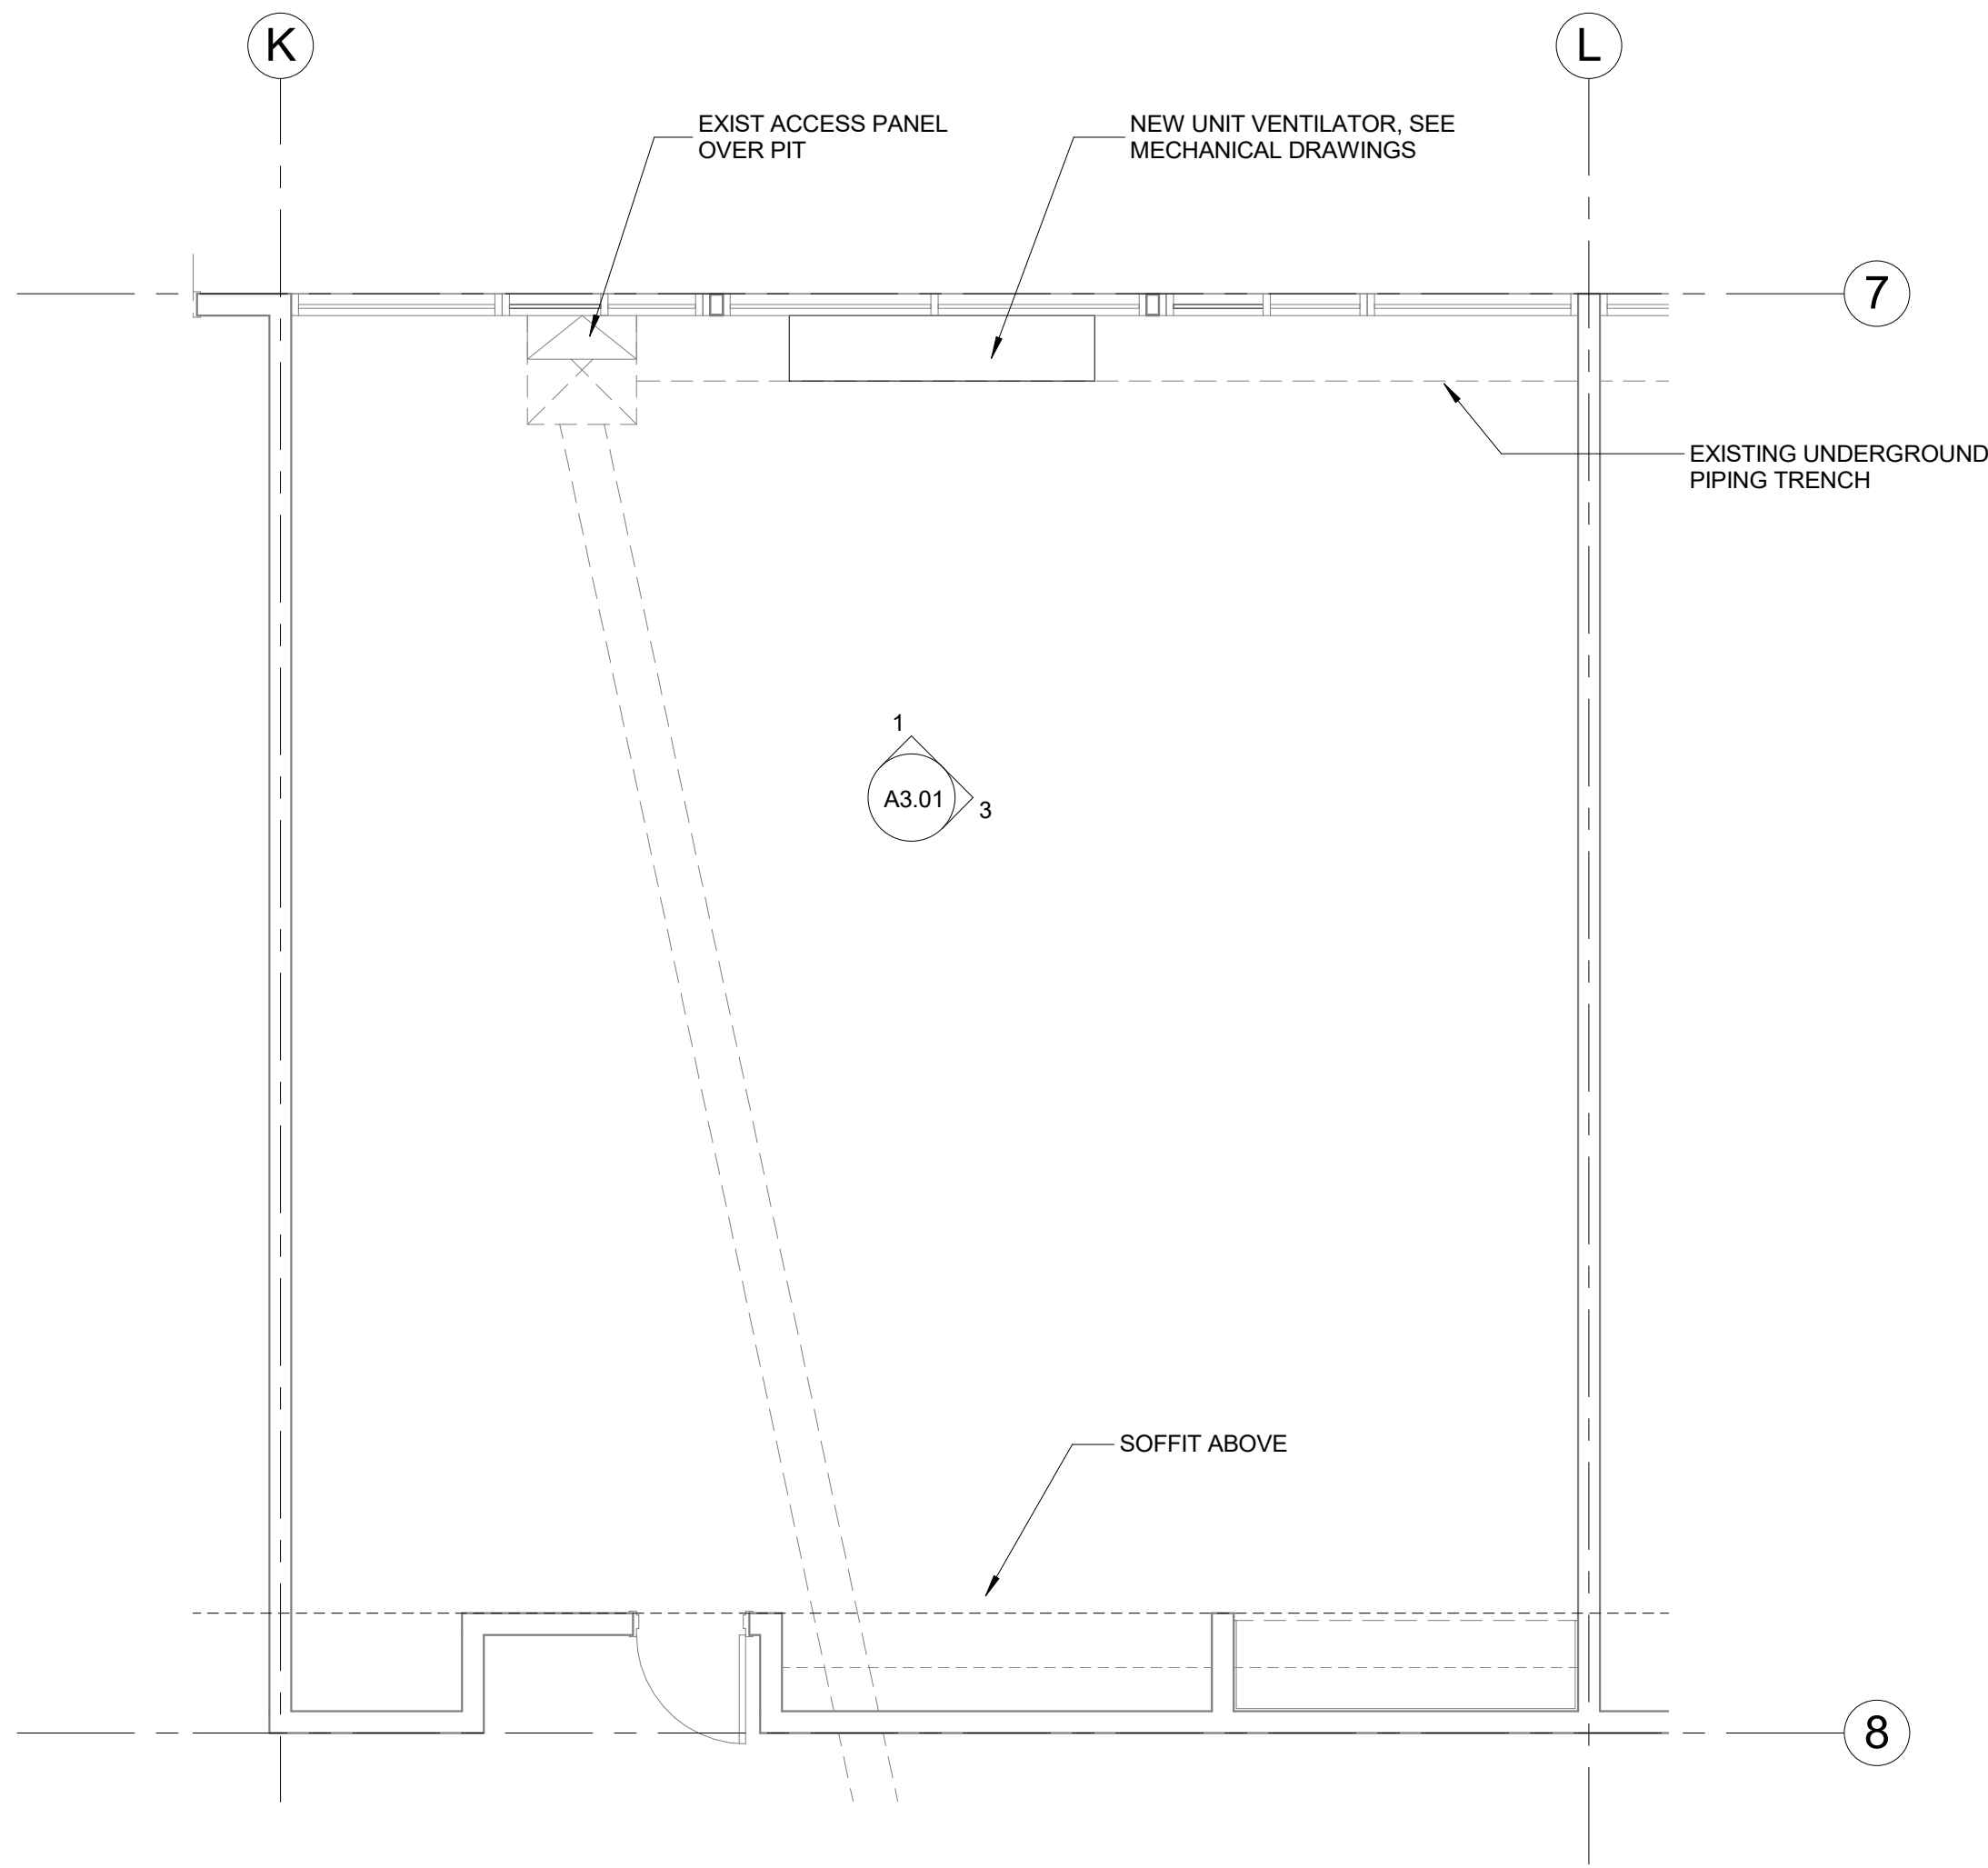 K
L
EXIST ACCESS PANEL
OVER PIT
NEW UNIT VENTILATOR, SEE
MECHANICAL DRAWINGS
7
EXISTING UNDERGROUND
PIPING TRENCH
1
A3.01
3
SOFFIT ABOVE
8